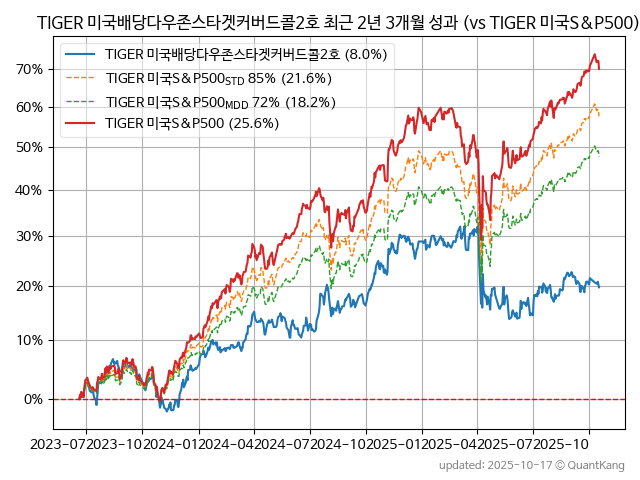 TIGER 미국배당다우존스타겟커버드콜2호 최근 2년 3개월 성과 (vs TIGER 미국S&P500)
TIGER 미국배당다우존스타겟커버드콜2호 (8.0%)
TIGER 미국S&P500STD 85% (21.6%)
TIGER 미국S&P500MDD 72% (18.2%)
TIGER 미국S&P500 (25.6%)
70%
60%
50%
40%
30%
20%
10%
0%
2023-07 2023-10 2024-01 2024-04 2024-07 2024-10 2025-01 2025-04 2025-07 2025-10
updated: 2025-10-17 © QuantKang